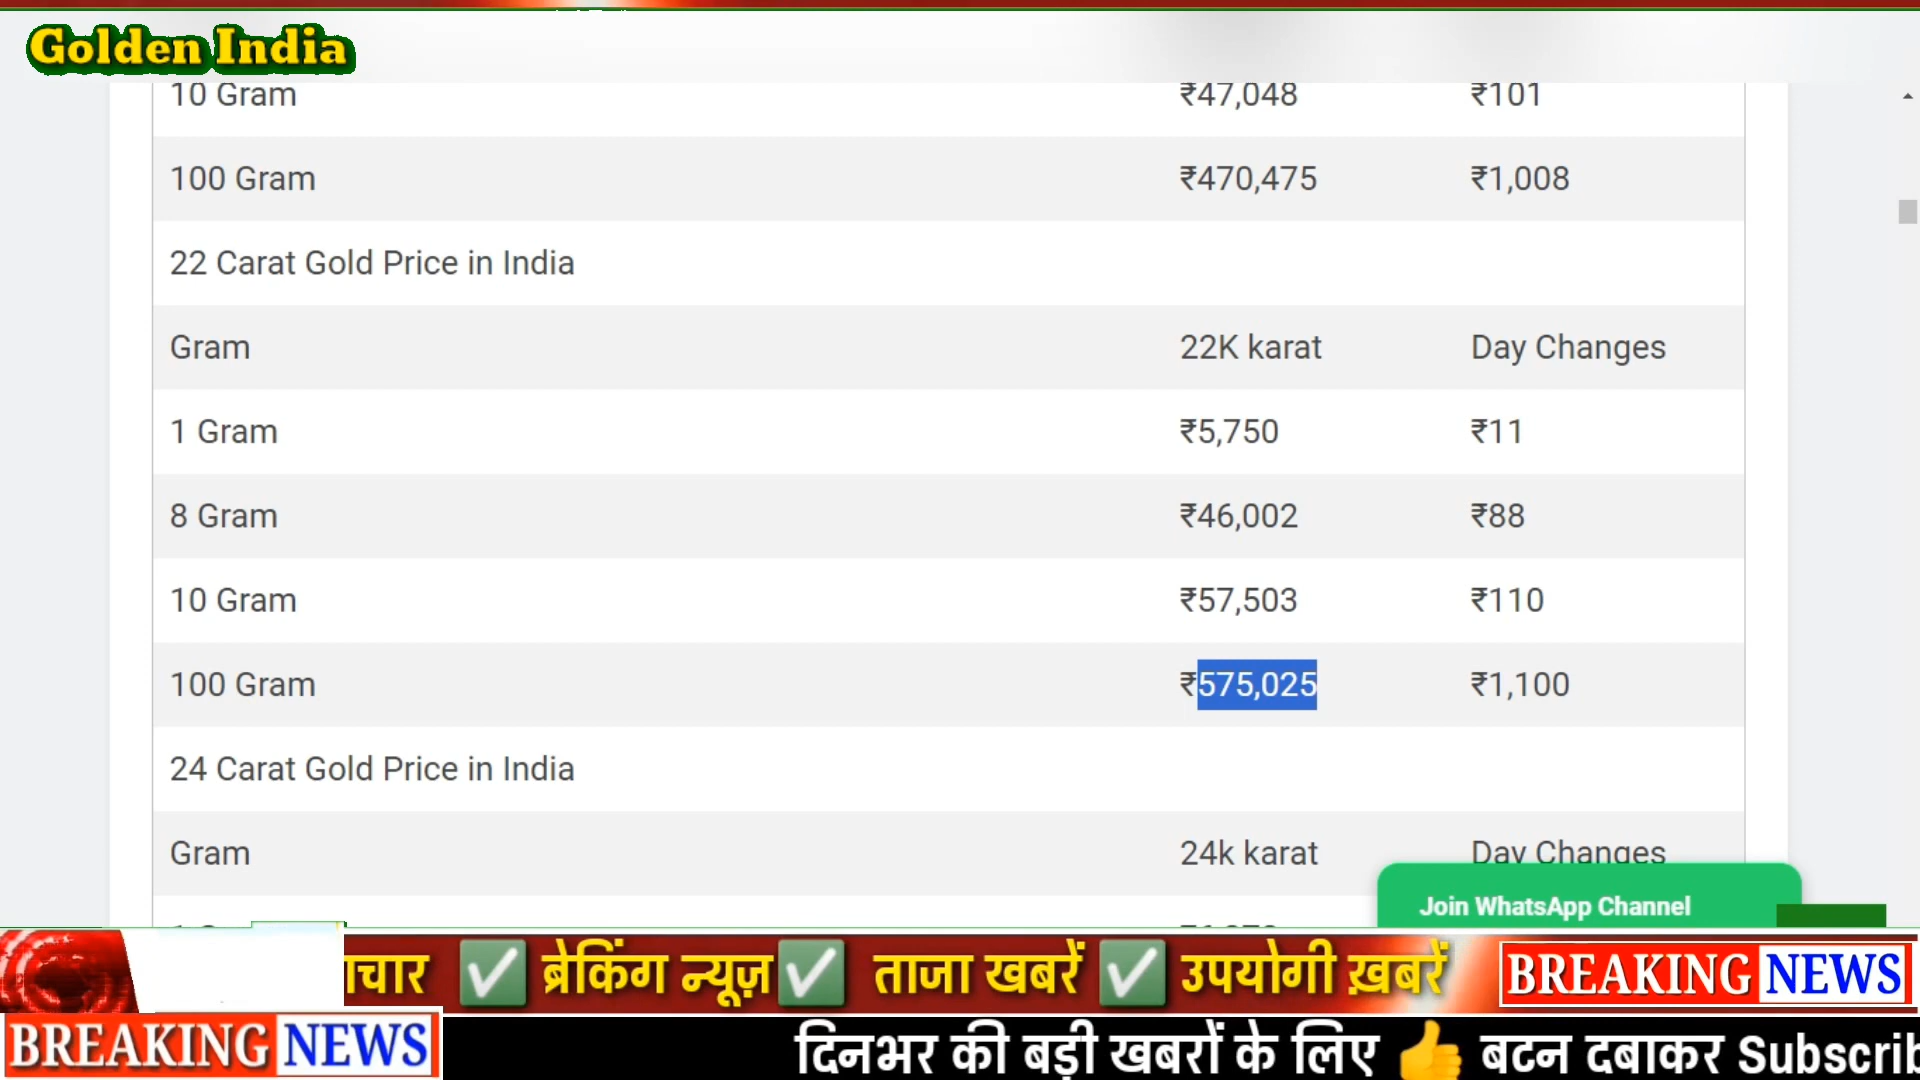 Golden India
10 Gram ₹47,048 ₹101
100 Gram ₹470,475 ₹1,008
22 Carat Gold Price in India
Gram 22K karat Day Changes
1 Gram ₹5,750 ₹11
8 Gram ₹46,002 ₹88
10 Gram ₹57,503 ₹110
100 Gram ₹575,025 ₹1,100
24 Carat Gold Price in India
Gram 24k karat Day Changes
Join WhatsApp Channel
ाचार ✅ ब्रेकिंग न्यूज़ ✅ ताजा खबरें ✅ उपयोगी ख़बरें BREAKING NEWS
BREAKING NEWS दिनभर की बड़ी खबरों के लिए 👍 बटन दबाकर Subscrib